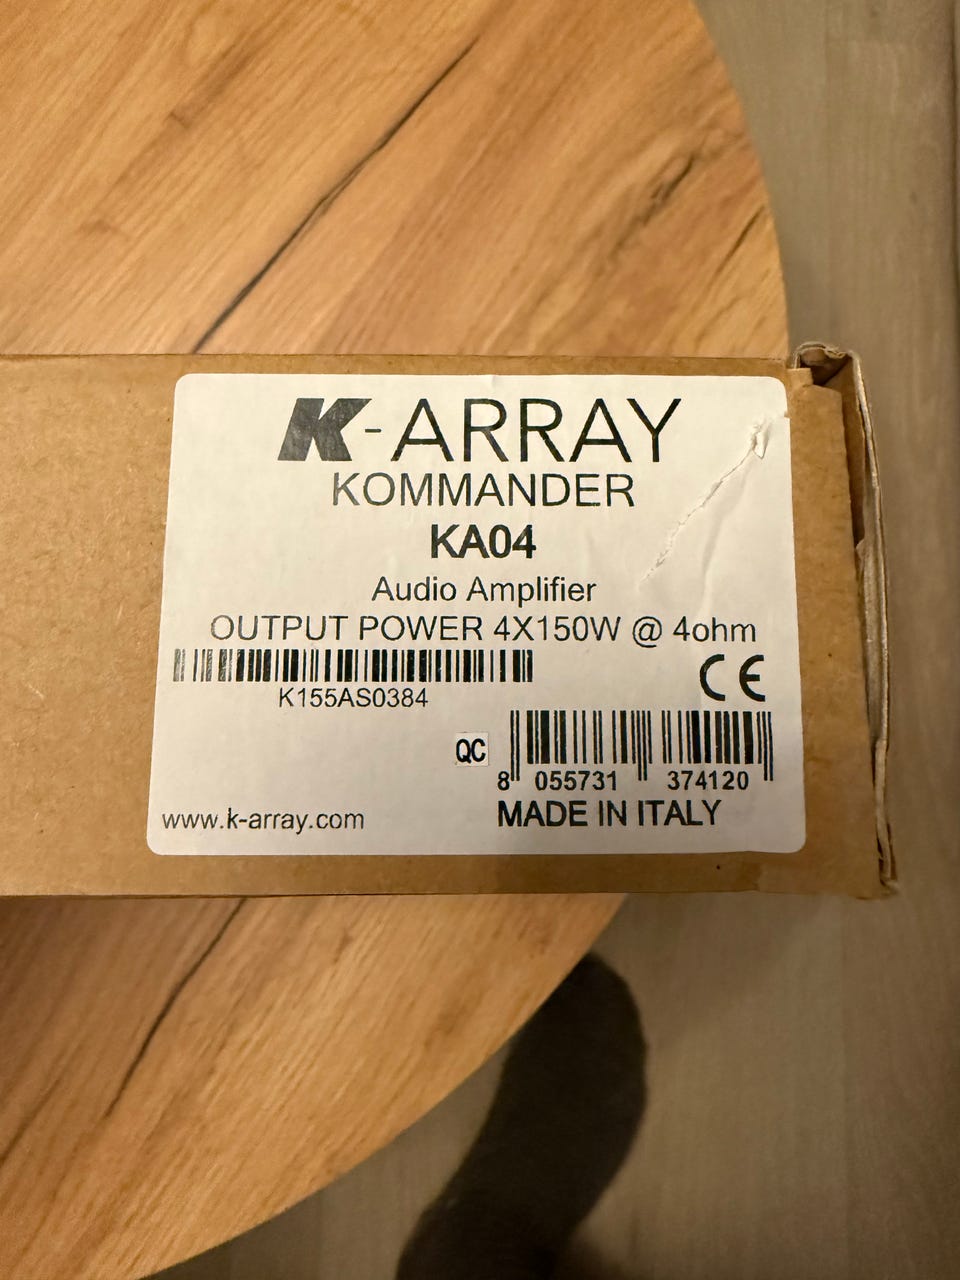 K-ARRAY
KOMMANDER
KA04
Audio Amplifier
OUTPUT POWER 4X150W @ 4ohm
K155AS0384
CE
QC
8 055731 374120
www.k-array.com
MADE IN ITALY